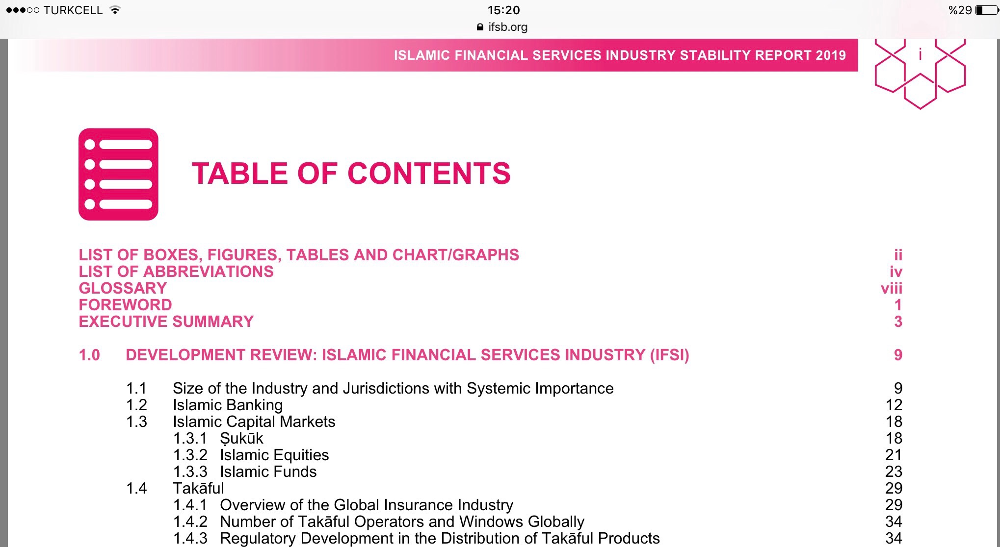 TURKCELL 15:20 %29
ifsb.org
ISLAMIC FINANCIAL SERVICES INDUSTRY STABILITY REPORT 2019
i
TABLE OF CONTENTS
LIST OF BOXES, FIGURES, TABLES AND CHART/GRAPHS ii
LIST OF ABBREVIATIONS iv
GLOSSARY viii
FOREWORD 1
EXECUTIVE SUMMARY 3
1.0 DEVELOPMENT REVIEW: ISLAMIC FINANCIAL SERVICES INDUSTRY (IFSI) 9
1.1 Size of the Industry and Jurisdictions with Systemic Importance 9
1.2 Islamic Banking 12
1.3 Islamic Capital Markets 18
1.3.1 Ṣukūk 18
1.3.2 Islamic Equities 21
1.3.3 Islamic Funds 23
1.4 Takāful 29
1.4.1 Overview of the Global Insurance Industry 29
1.4.2 Number of Takāful Operators and Windows Globally 34
1.4.3 Regulatory Development in the Distribution of Takāful Products 34